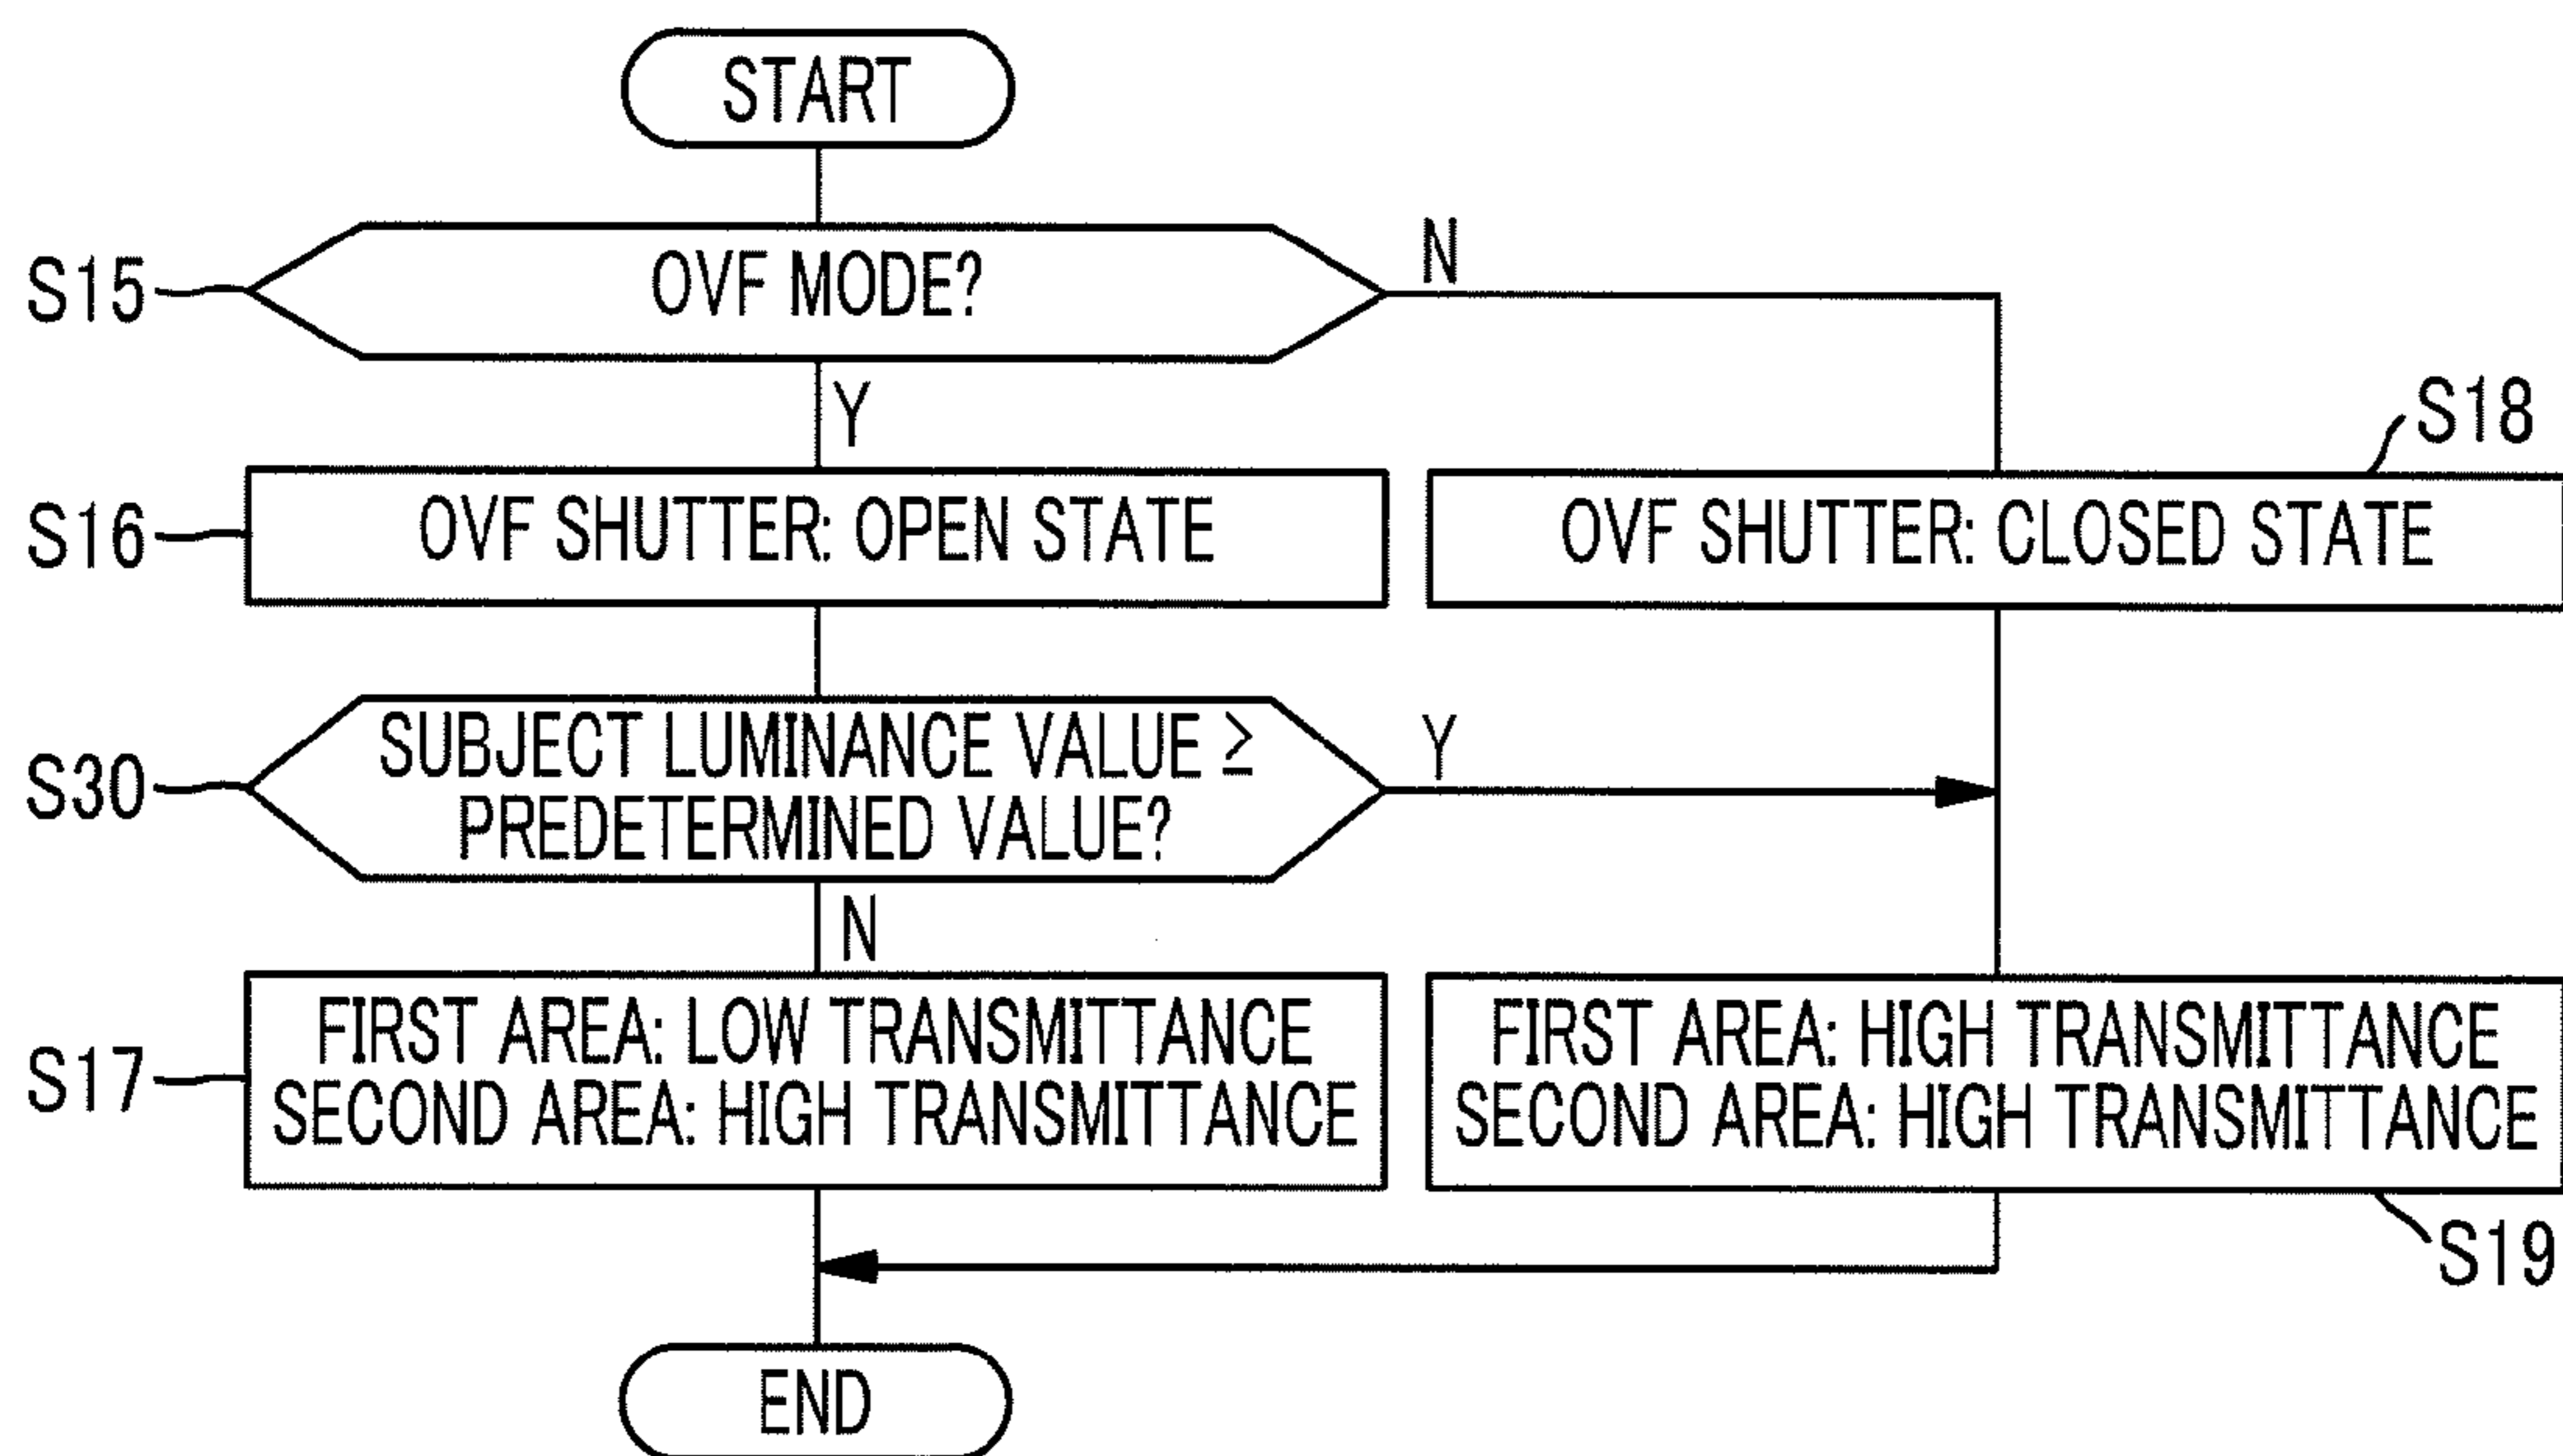 START
S15
OVF MODE?
N
Y
S16
OVF SHUTTER: OPEN STATE
S18
OVF SHUTTER: CLOSED STATE
S30
SUBJECT LUMINANCE VALUE ≥
PREDETERMINED VALUE?
Y
N
S17
FIRST AREA: LOW TRANSMITTANCE
SECOND AREA: HIGH TRANSMITTANCE
FIRST AREA: HIGH TRANSMITTANCE
SECOND AREA: HIGH TRANSMITTANCE
S19
END